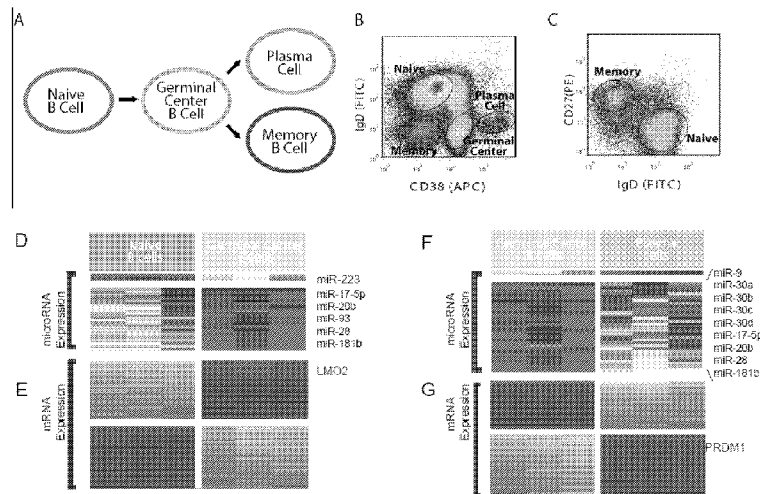 A
Naive
B Cell
Germinal
Center
B Cell
Plasma
Cell
Memory
B Cell
B
IgD (FITC)
CD38 (APC)
Naive
Plasma
Cell
Memory
Germinal
Center
C
CD27(PE)
IgD (FITC)
Memory
Naive
D
microRNA
Expression
Naive
miR-223
miR-17-5p
miR-20b
miR-93
miR-28
miR-181b
E
mRNA
Expression
LMO2
F
microRNA
Expression
miR-9
miR-30a
miR-30b
miR-30c
miR-30d
miR-17-5p
miR-20b
miR-28
miR-181b
G
mRNA
Expression
PRDM1